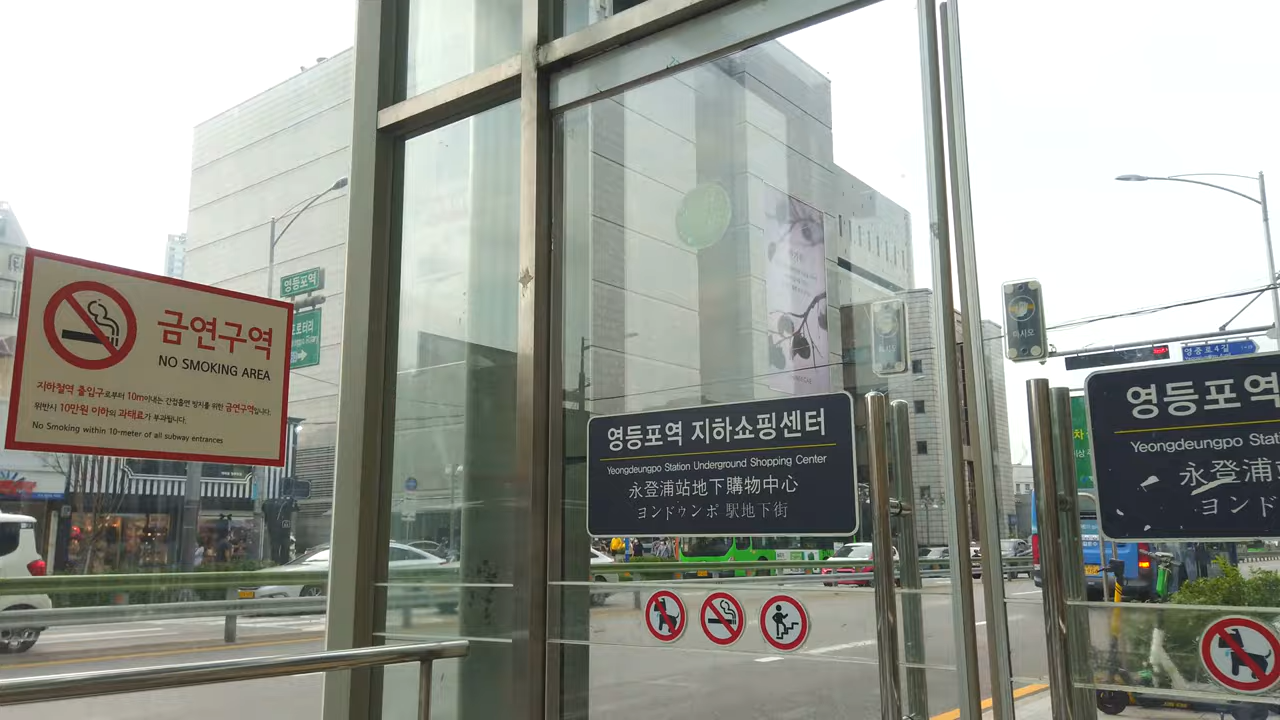 금연구역
NO SMOKING AREA
지하철역 출입구로부터 10m이내는 간접흡연 방지를 위한 금연구역입니다.
위반시 10만원 이하의 과태료가 부과됩니다.
No Smoking within 10-meter of all subway entrances
영등포역
영등포역 지하쇼핑센터
Yeongdeungpo Station Underground Shopping Center
永登浦站地下購物中心
ヨンドゥンポ 駅地下街
영중로4길
영등포역
Yeongdeungpo Stat
永登浦
ヨンド